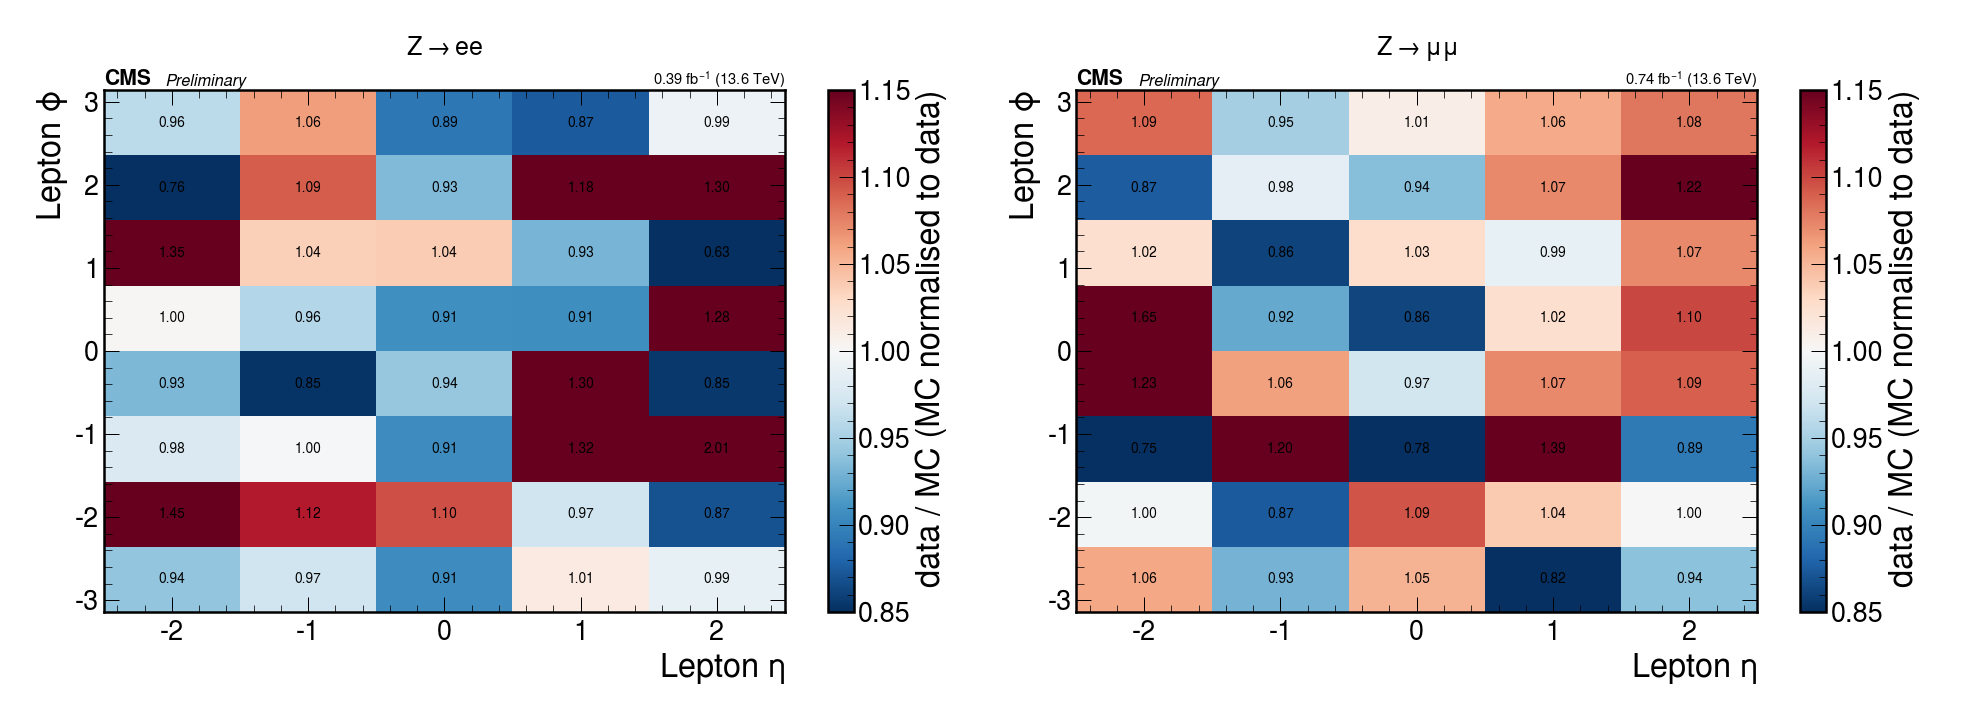 Z → ee
CMS Preliminary 0.39 fb⁻¹ (13.6 TeV)
Lepton ϕ
3
2
1
0
-1
-2
-3
0.96 1.06 0.89 0.87 0.99
0.76 1.09 0.93 1.18 1.30
1.35 1.04 1.04 0.93 0.63
1.00 0.96 0.91 0.91 1.28
0.93 0.85 0.94 1.30 0.85
0.98 1.00 0.91 1.32 2.01
1.45 1.12 1.10 0.97 0.87
0.94 0.97 0.91 1.01 0.99
-2 -1 0 1 2
Lepton η
1.15
1.10
1.05
1.00
0.95
0.90
0.85
data / MC (MC normalised to data)
Z → μμ
CMS Preliminary 0.74 fb⁻¹ (13.6 TeV)
Lepton ϕ
3
2
1
0
-1
-2
-3
1.09 0.95 1.01 1.06 1.08
0.87 0.98 0.94 1.07 1.22
1.02 0.86 1.03 0.99 1.07
1.65 0.92 0.86 1.02 1.10
1.23 1.06 0.97 1.07 1.09
0.75 1.20 0.78 1.39 0.89
1.00 0.87 1.09 1.04 1.00
1.06 0.93 1.05 0.82 0.94
-2 -1 0 1 2
Lepton η
1.15
1.10
1.05
1.00
0.95
0.90
0.85
data / MC (MC normalised to data)